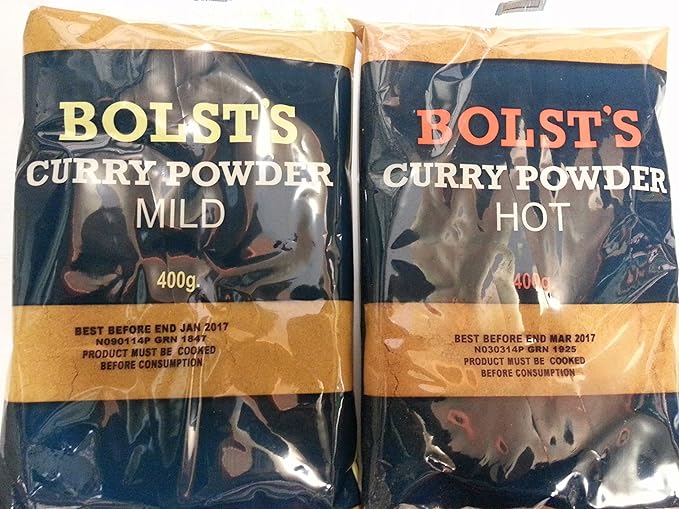 BOLST'S
CURRY POWDER
MILD
400g.
BEST BEFORE END JAN 2017
N090114P GRN 1847
PRODUCT MUST BE COOKED
BEFORE CONSUMPTION
BOLST'S
CURRY POWDER
HOT
400g.
BEST BEFORE END MAR 2017
N030314P GRN 1925
PRODUCT MUST BE COOKED
BEFORE CONSUMPTION